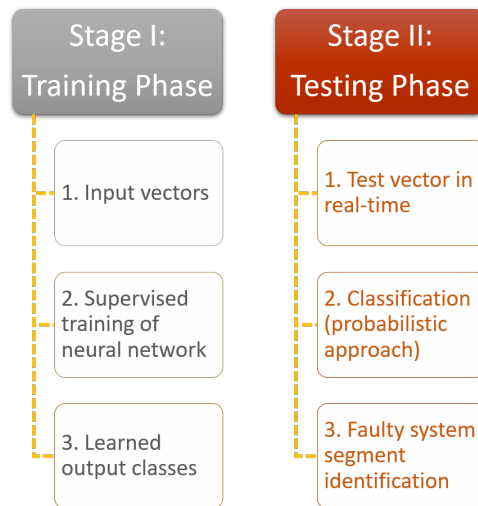 Stage I:
Training Phase
1. Input vectors
2. Supervised
training of
neural network
3. Learned
output classes
Stage II:
Testing Phase
1. Test vector in
real-time
2. Classification
(probabilistic
approach)
3. Faulty system
segment
identification